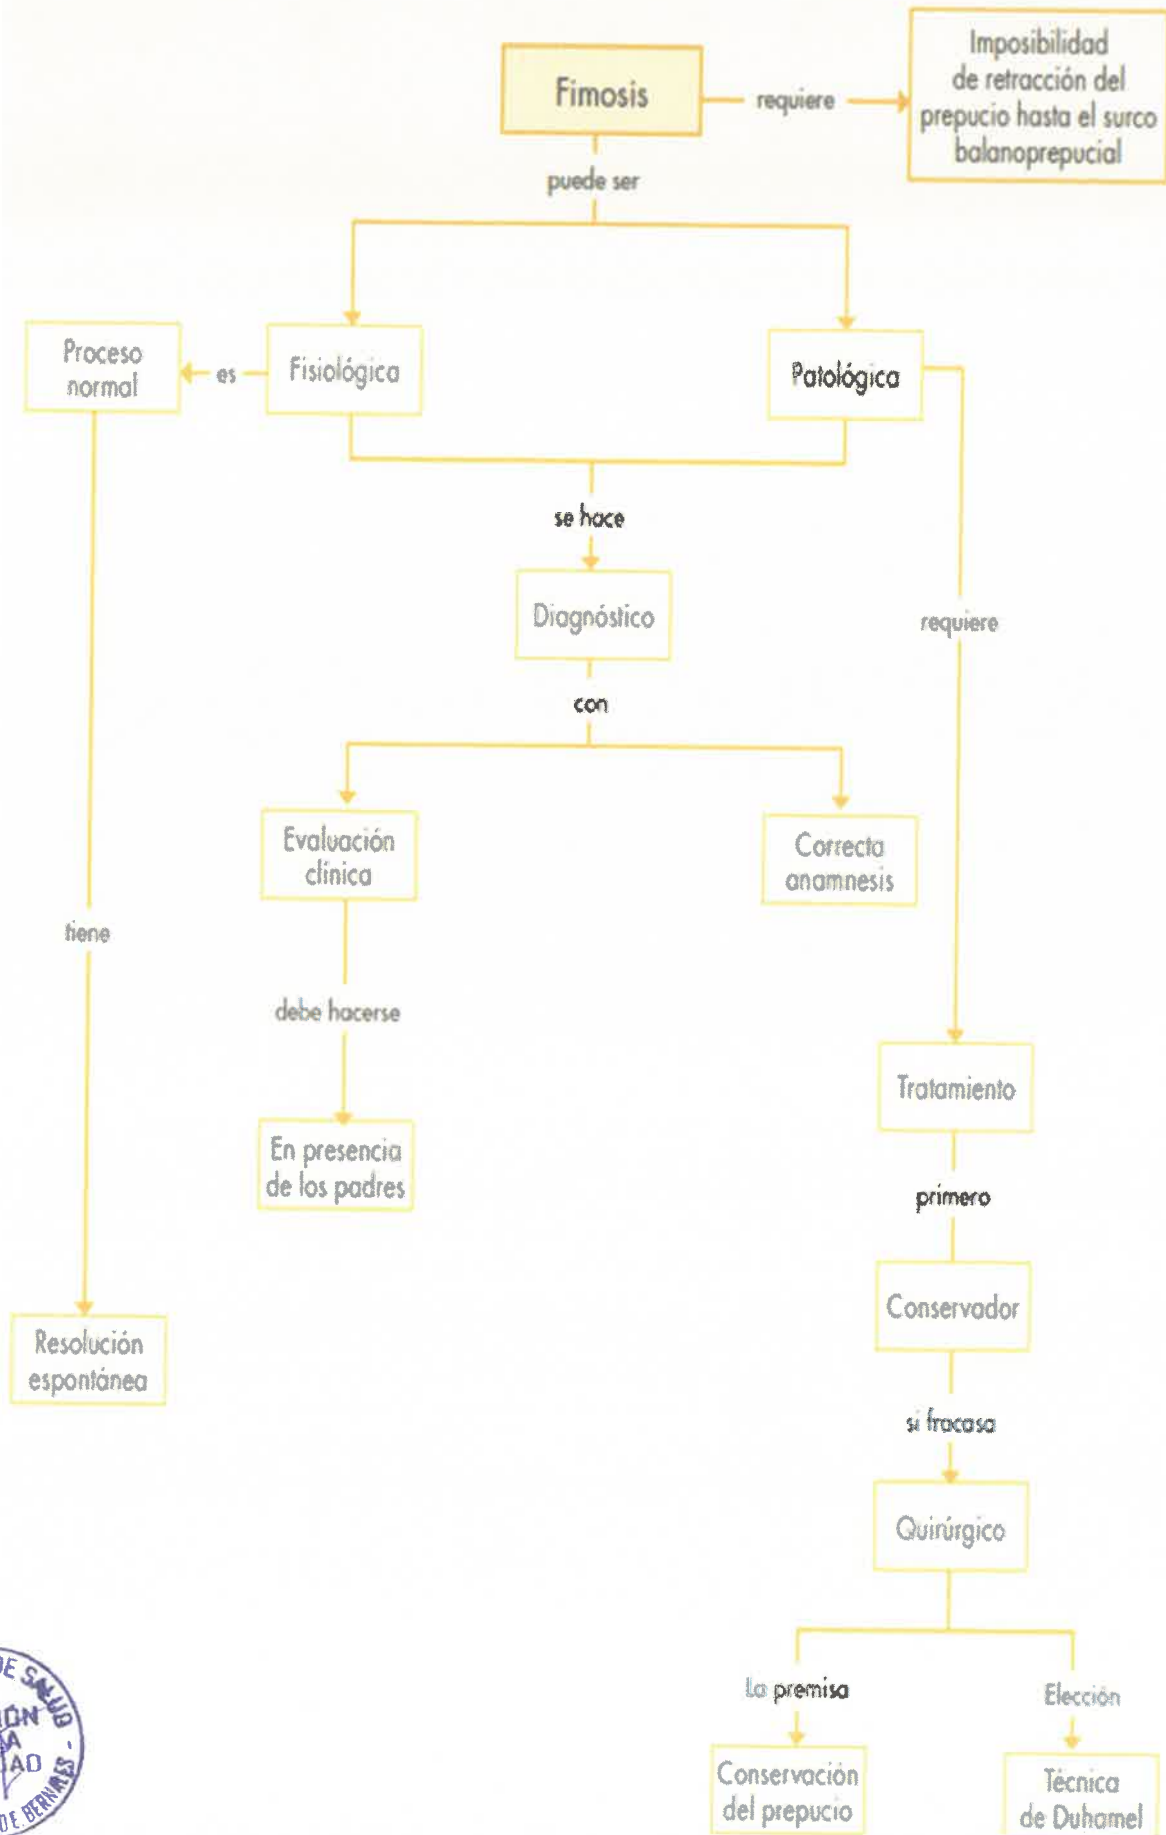 Fimosis
requiere
Imposibilidad
de retracción del
prepucio hasta el surco
balanoprepucial
puede ser
Proceso
normal
es
Fisiológica
Patológica
se hace
Diagnóstico
requiere
con
Evaluación
clínica
Correcta
anamnesis
tiene
debe hacerse
En presencia
de los padres
Tratamiento
primero
Conservador
Resolución
espontánea
si fracasa
Quirúrgico
La premisa
Elección
Conservación
del prepucio
Técnica
de Duhamel
DE SALUD